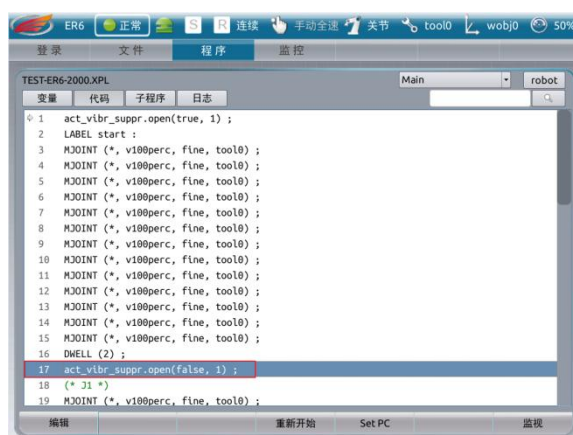 ER6 正常 S R 连续 手动全速 关节 tool0 wobj0 50%
登录 文件 程序 监控
TEST-ER6-2000.XPL Main robot
变量 代码 子程序 日志
1 act_vibr_suppr.open(true, 1) ;
2 LABEL start :
3 MJOINT (*, v100perc, fine, tool0) ;
4 MJOINT (*, v100perc, fine, tool0) ;
5 MJOINT (*, v100perc, fine, tool0) ;
6 MJOINT (*, v100perc, fine, tool0) ;
7 MJOINT (*, v100perc, fine, tool0) ;
8 MJOINT (*, v100perc, fine, tool0) ;
9 MJOINT (*, v100perc, fine, tool0) ;
10 MJOINT (*, v100perc, fine, tool0) ;
11 MJOINT (*, v100perc, fine, tool0) ;
12 MJOINT (*, v100perc, fine, tool0) ;
13 MJOINT (*, v100perc, fine, tool0) ;
14 MJOINT (*, v100perc, fine, tool0) ;
15 MJOINT (*, v100perc, fine, tool0) ;
16 DWELL (2) ;
17 act_vibr_suppr.open(false, 1) ;
18 (* J1 *)
19 MJOINT (*, v100perc, fine, tool0) ;
编辑 重新开始 Set PC 监视